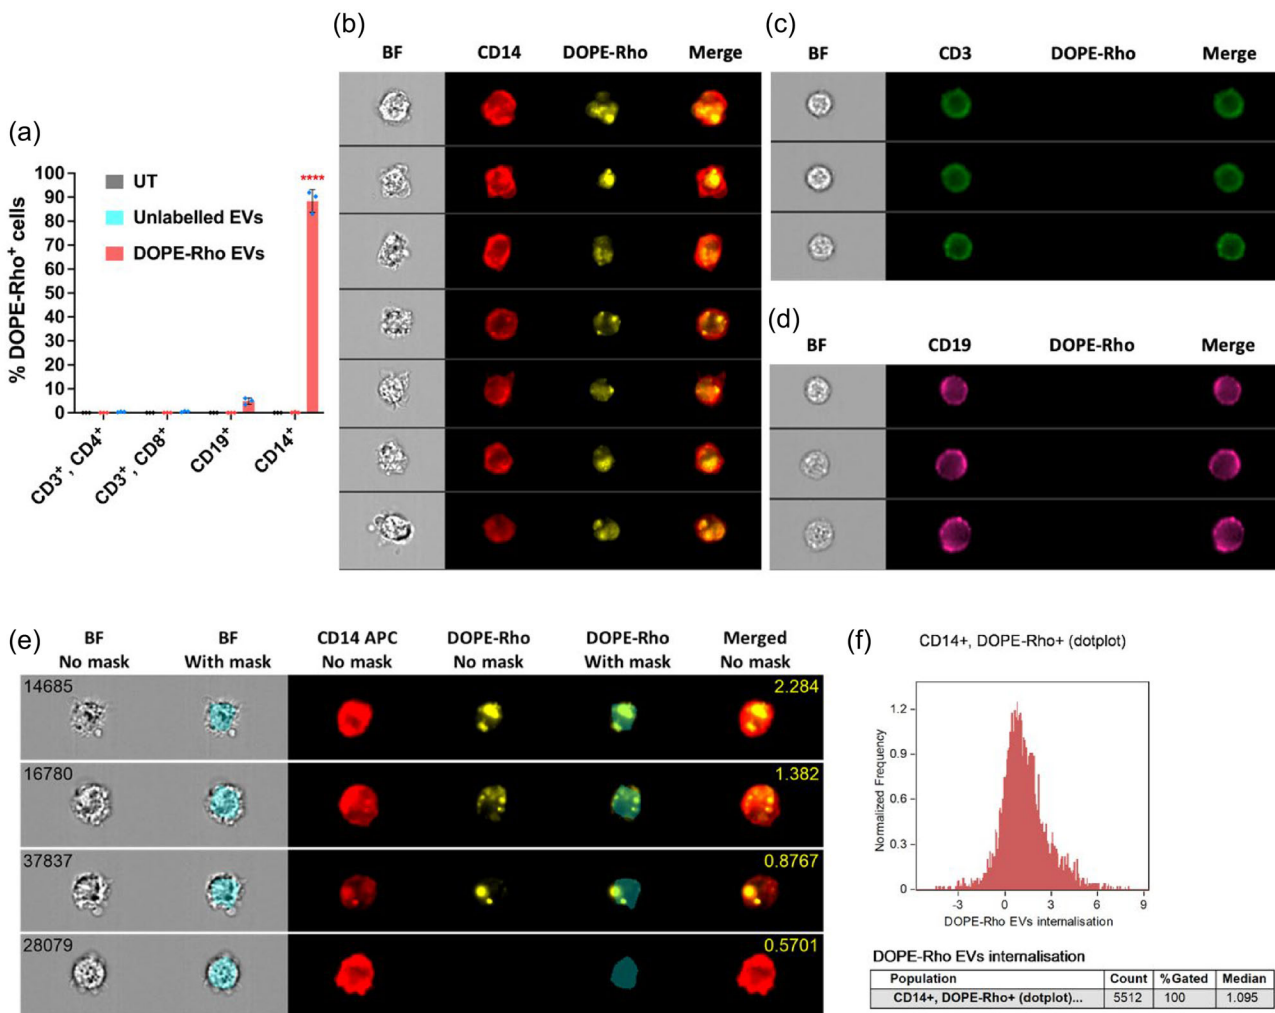 (a)
% DOPE-Rho⁺ cells
100
90
80
70
60
50
40
30
20
10
0
UT
Unlabelled EVs
DOPE-Rho EVs
****
CD3⁺, CD4⁺
CD3⁺, CD8⁺
CD19⁺
CD14⁺
(b)
BF CD14 DOPE-Rho Merge
(c)
BF CD3 DOPE-Rho Merge
(d)
BF CD19 DOPE-Rho Merge
(e)
BF No mask
BF With mask
CD14 APC No mask
DOPE-Rho No mask
DOPE-Rho With mask
Merged No mask
14685 2.284
16780 1.382
37837 0.8767
28079 0.5701
(f)
CD14+, DOPE-Rho+ (dotplot)
Normalized Frequency
1.2
0.9
0.6
0.3
0
-3 0 3 6 9
DOPE-Rho EVs internalisation
DOPE-Rho EVs internalisation
Population Count %Gated Median
CD14+, DOPE-Rho+ (dotplot)... 5512 100 1.095